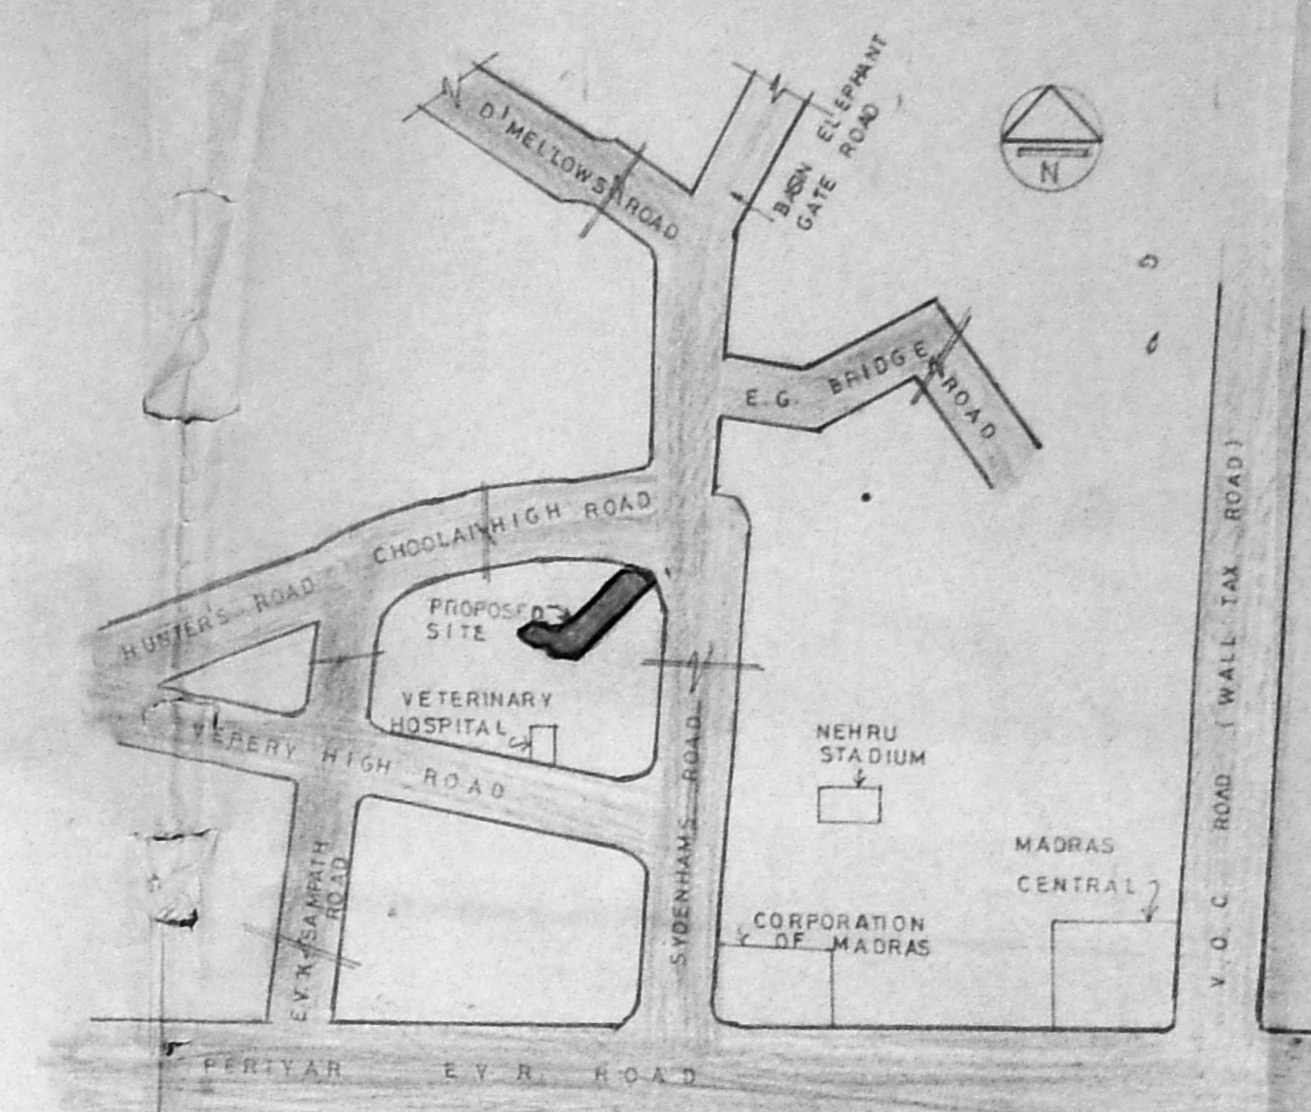 D'MELLOWS ROAD
BASIN ELEPHANT
GATE ROAD
N
E.G. BRIDGE ROAD
CHOOLAI HIGH ROAD
HUNTER'S ROAD
PROPOSED
SITE
VETERINARY
HOSPITAL
VEPERY HIGH ROAD
NEHRU
STADIUM
SYDENHAMS ROAD
MADRAS
CENTRAL
CORPORATION
OF MADRAS
E.V.K. SAMPATH
ROAD
V.O.C ROAD (WALL TAX ROAD)
PERIYAR E.V.R. ROAD